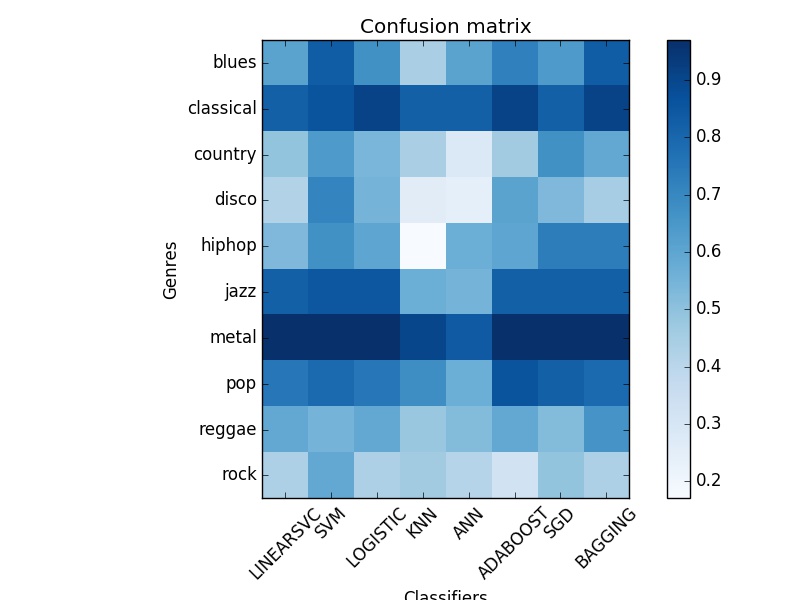 Confusion matrix
Genres
blues
classical
country
disco
hiphop
jazz
metal
pop
reggae
rock
LINEARSVC
SVM
LOGISTIC
KNN
ANN
ADABOOST
SGD
BAGGING
Classifiers
0.9
0.8
0.7
0.6
0.5
0.4
0.3
0.2